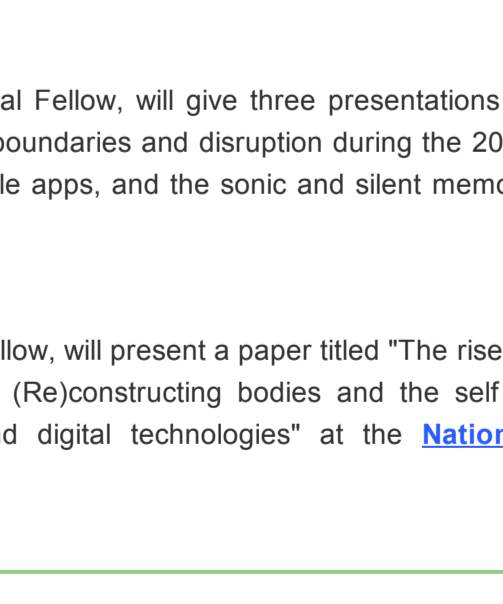 al Fellow, will give three presentations
boundaries and disruption during the 20
le apps, and the sonic and silent memo
llow, will present a paper titled "The rise
(Re)constructing bodies and the self
nd digital technologies" at the Nation